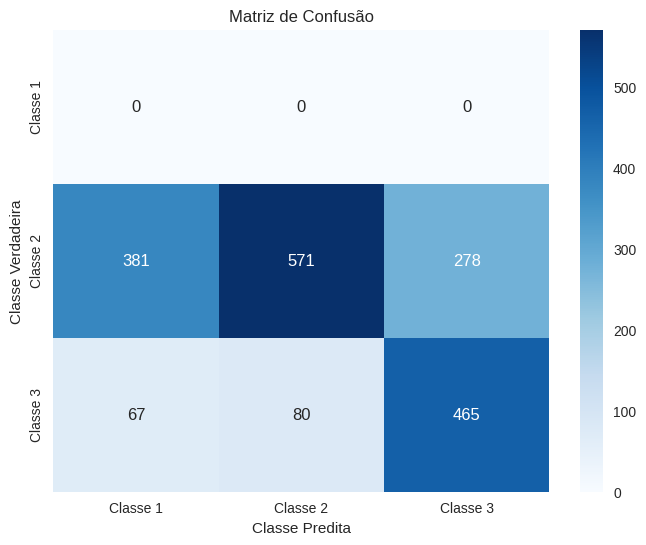 Matriz de Confusão
Classe Verdadeira
Classe 1
0 0 0
Classe 2
381 571 278
Classe 3
67 80 465
Classe 1 Classe 2 Classe 3
Classe Predita
500
400
300
200
100
0